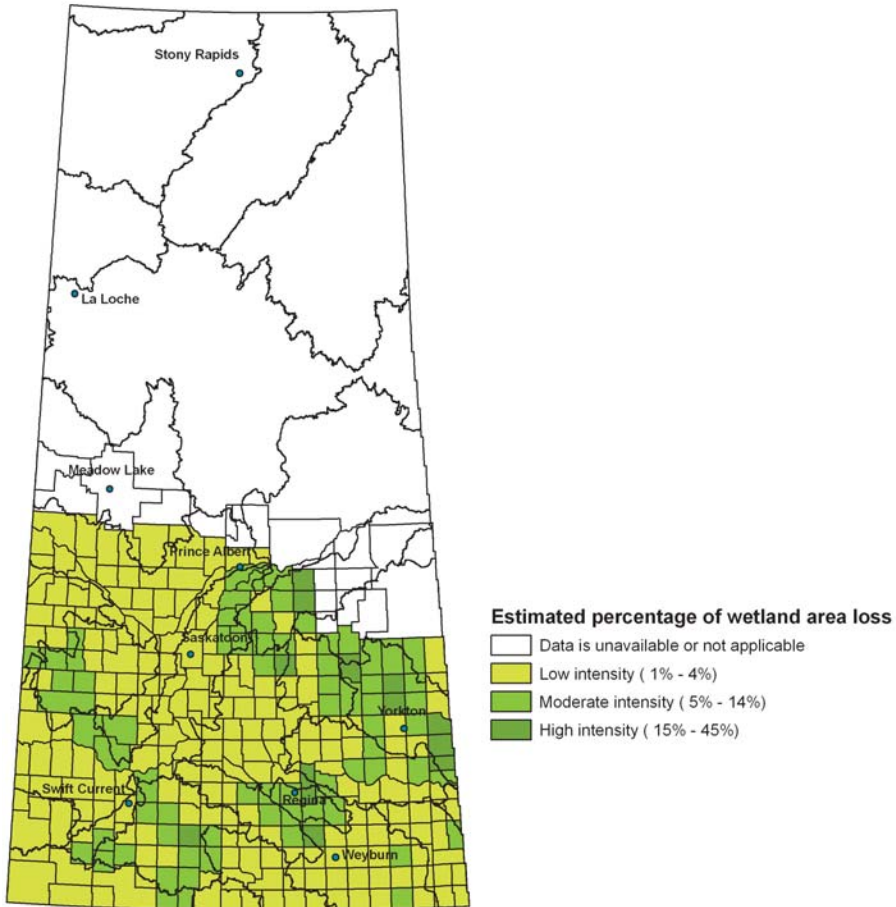 Stony Rapids
La Loche
Meadow Lake
Prince Albert
Saskatoon
Estimated percentage of wetland area loss
Data is unavailable or not applicable
Low intensity ( 1% - 4%)
Moderate intensity ( 5% - 14%)
High intensity ( 15% - 45%)
Yorkton
Swift Current
Regina
Weyburn